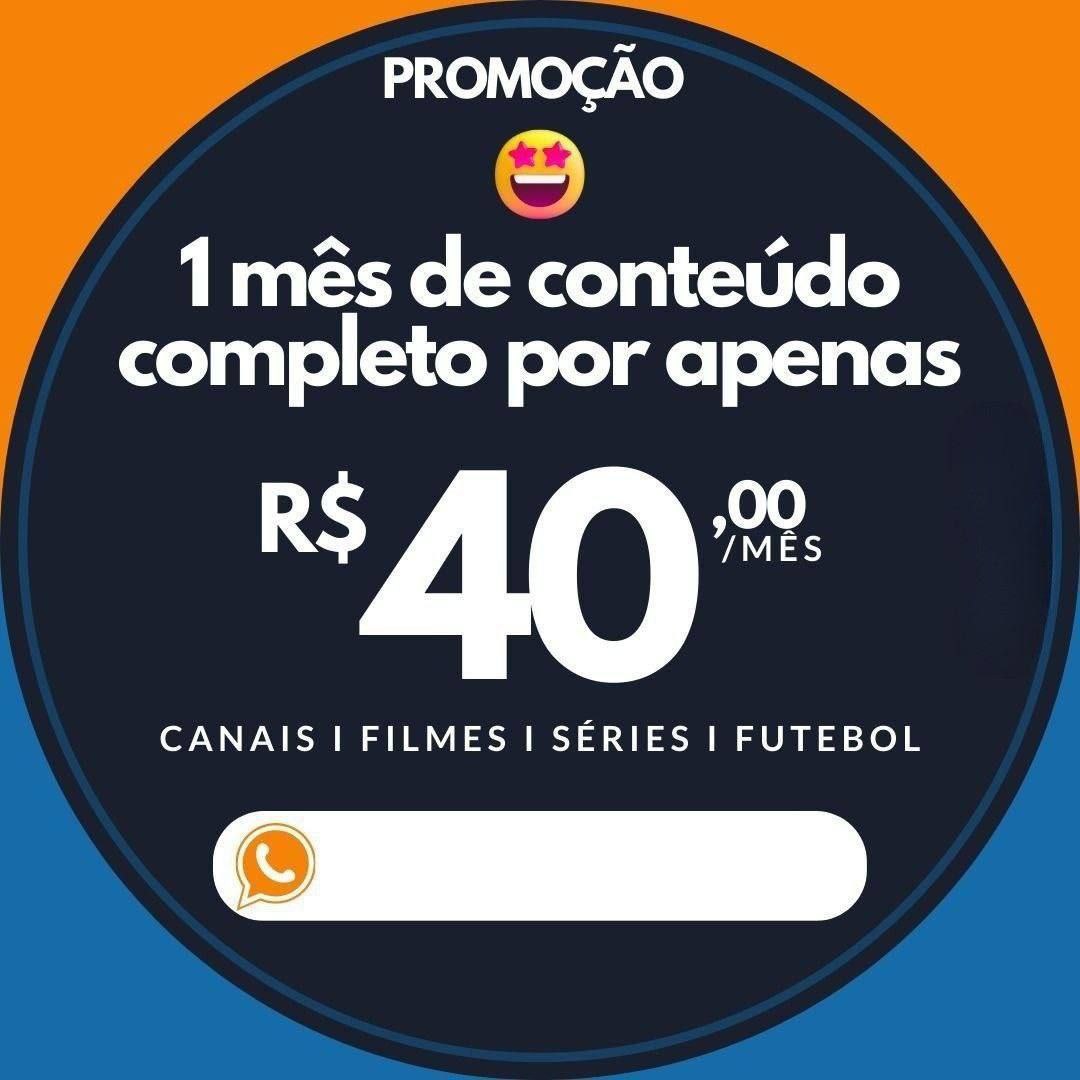 PROMOÇÃO
1 mês de conteúdo
completo por apenas
R$40,00
/MÊS
CANAIS I FILMES I SÉRIES I FUTEBOL